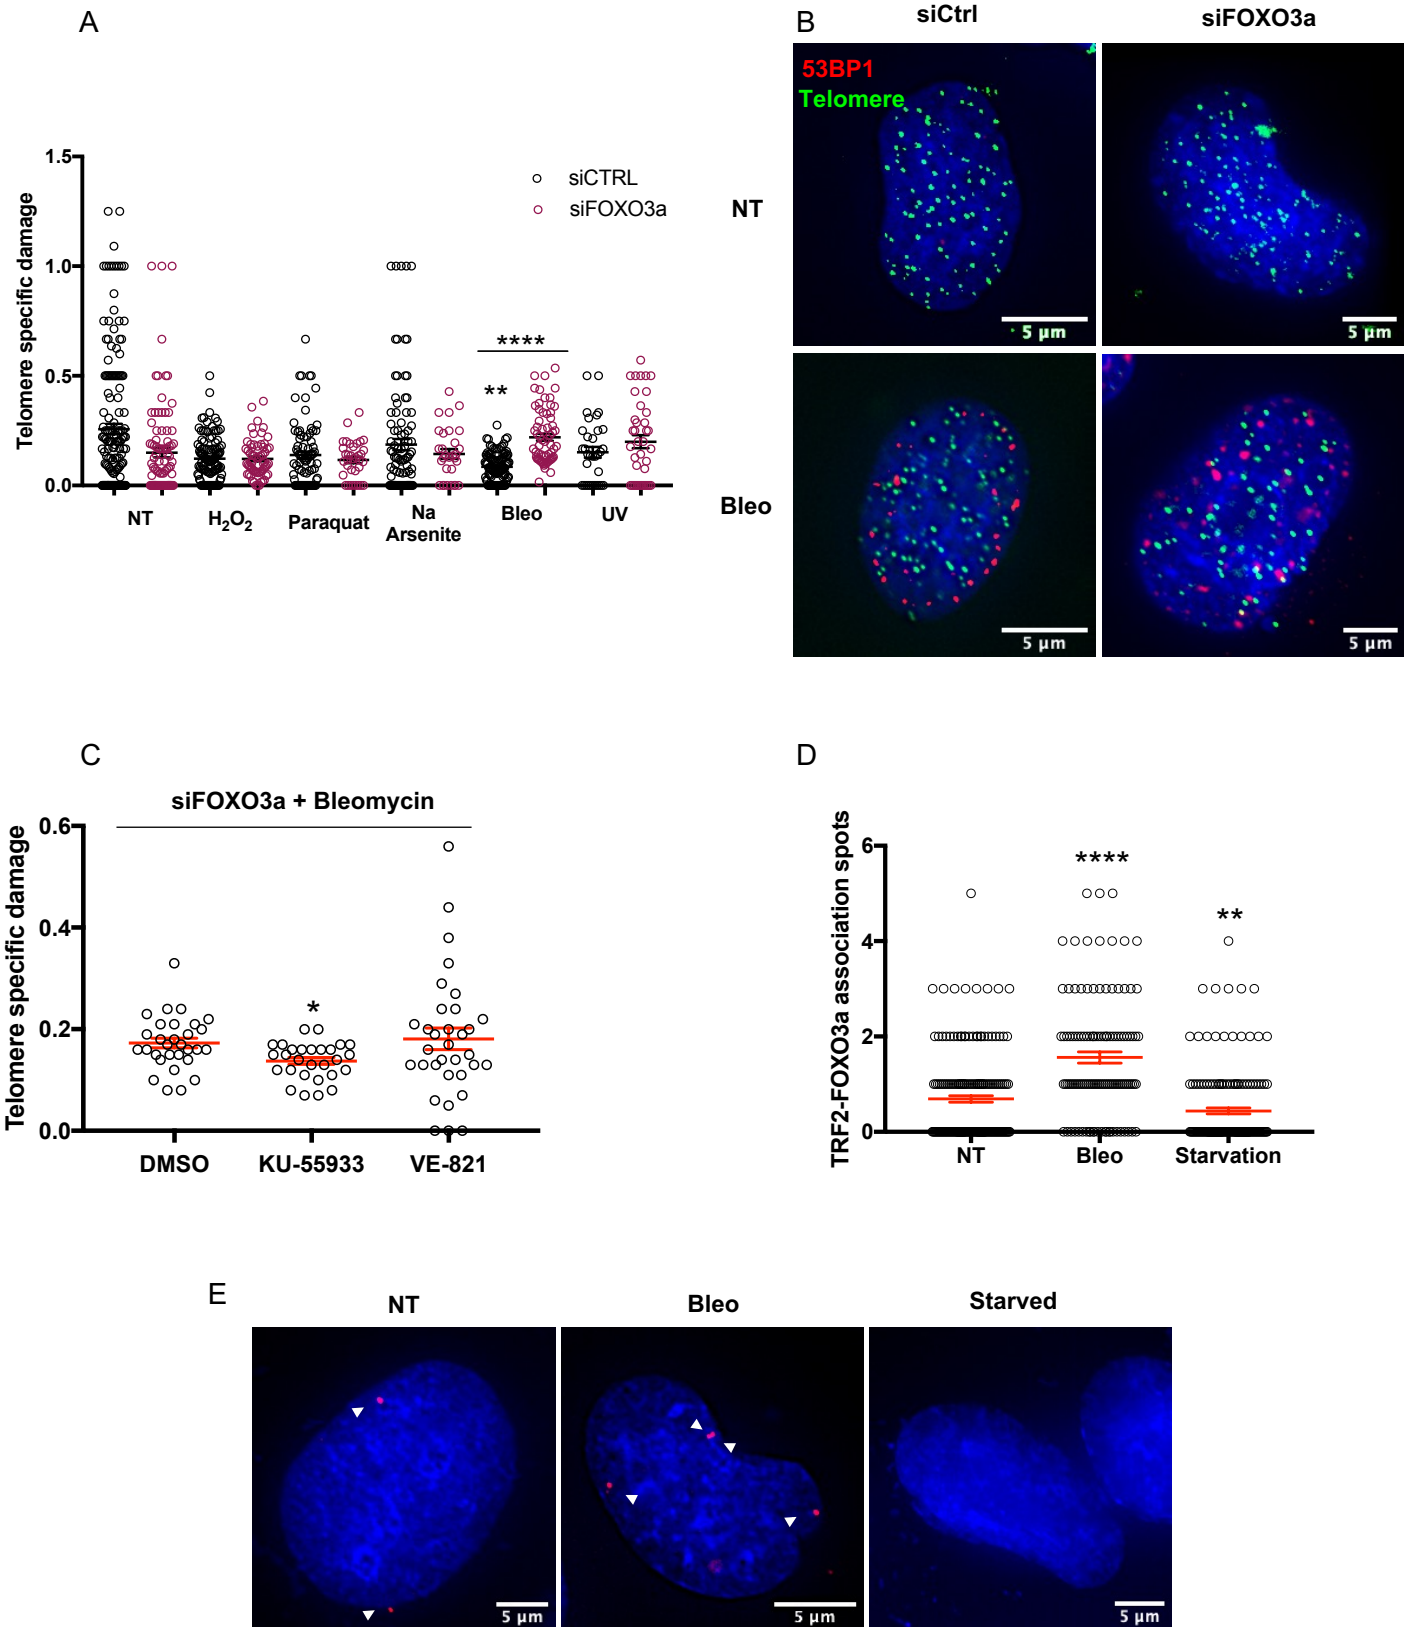 A
1.5
1.0
0.5
0.0
Telomere specific damage
siCTRL
siFOXO3a
****
**
NT
H2O2
Paraquat
Na
Arsenite
Bleo
UV
B
siCtrl
siFOXO3a
53BP1
Telomere
NT
5 μm
5 μm
Bleo
5 μm
5 μm
C
siFOXO3a + Bleomycin
0.6
0.4
0.2
0.0
Telomere specific damage
*
DMSO
KU-55933
VE-821
D
6
4
2
0
TRF2-FOXO3a association spots
****
**
NT
Bleo
Starvation
E
NT
Bleo
Starved
5 μm
5 μm
5 μm